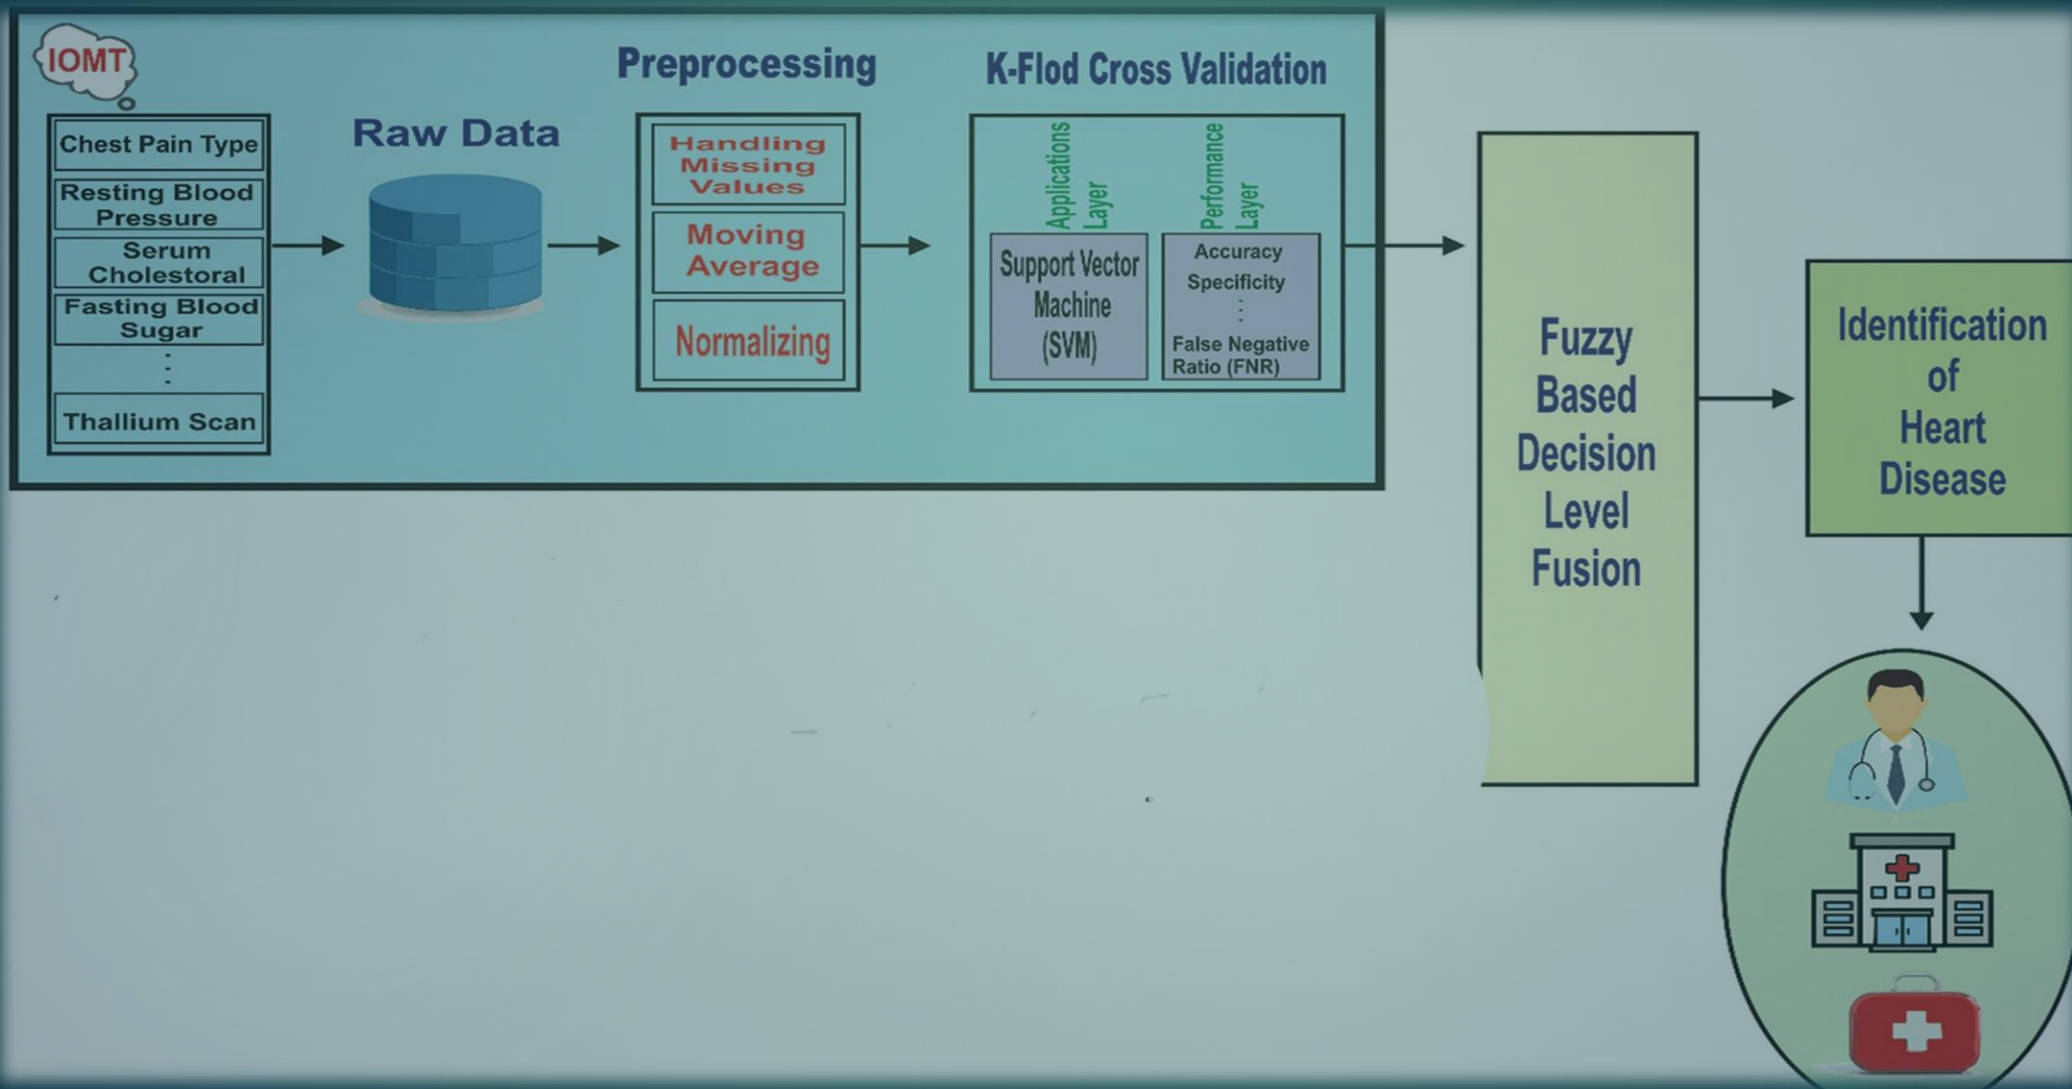 IOMT
Chest Pain Type
Resting Blood
Pressure
Serum
Cholestoral
Fasting Blood
Sugar
Thallium Scan
Raw Data
Preprocessing
Handling
Missing
Values
Moving
Average
Normalizing
K-Flod Cross Validation
Applications
Layer
Support Vector
Machine
(SVM)
Performance
Layer
Accuracy
Specificity
False Negative
Ratio (FNR)
Fuzzy
Based
Decision
Level
Fusion
Identification
of
Heart
Disease